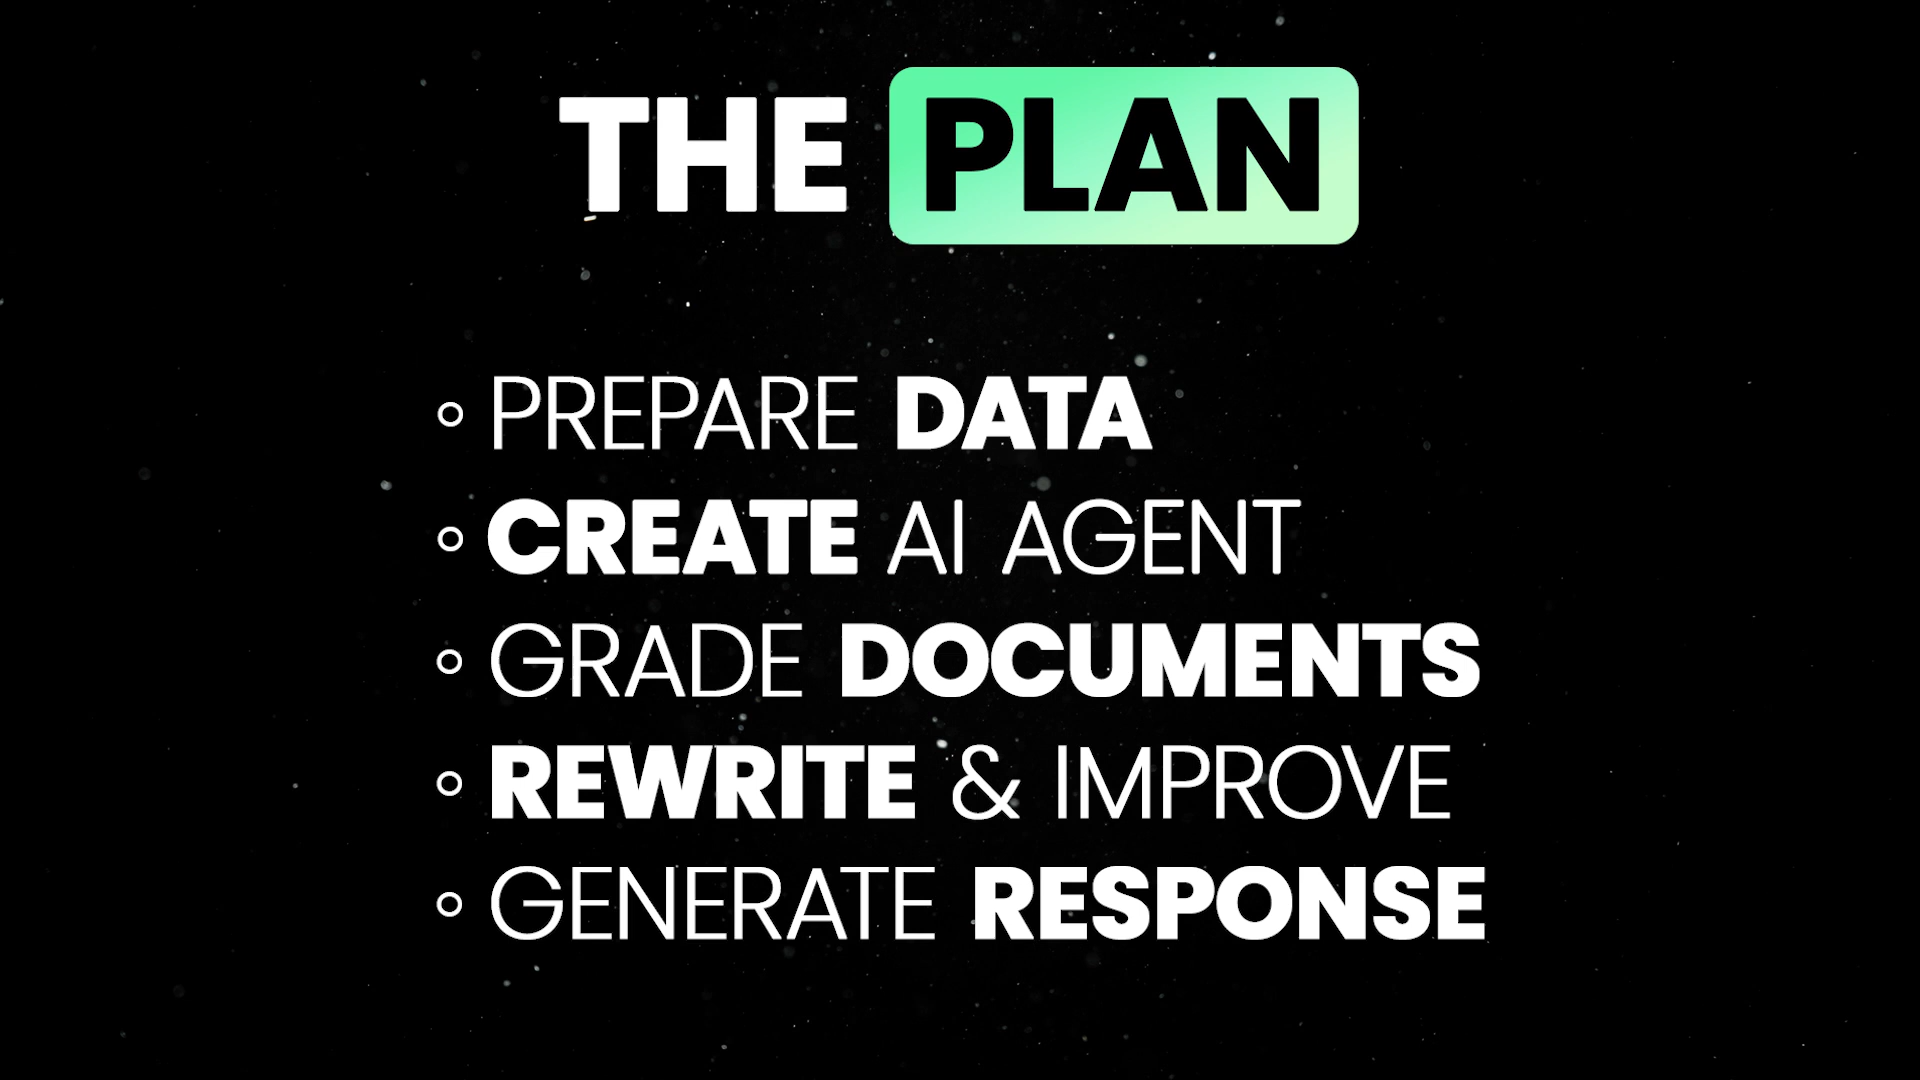 THE PLAN
PREPARE DATA
CREATE AI AGENT
GRADE DOCUMENTS
REWRITE & IMPROVE
GENERATE RESPONSE